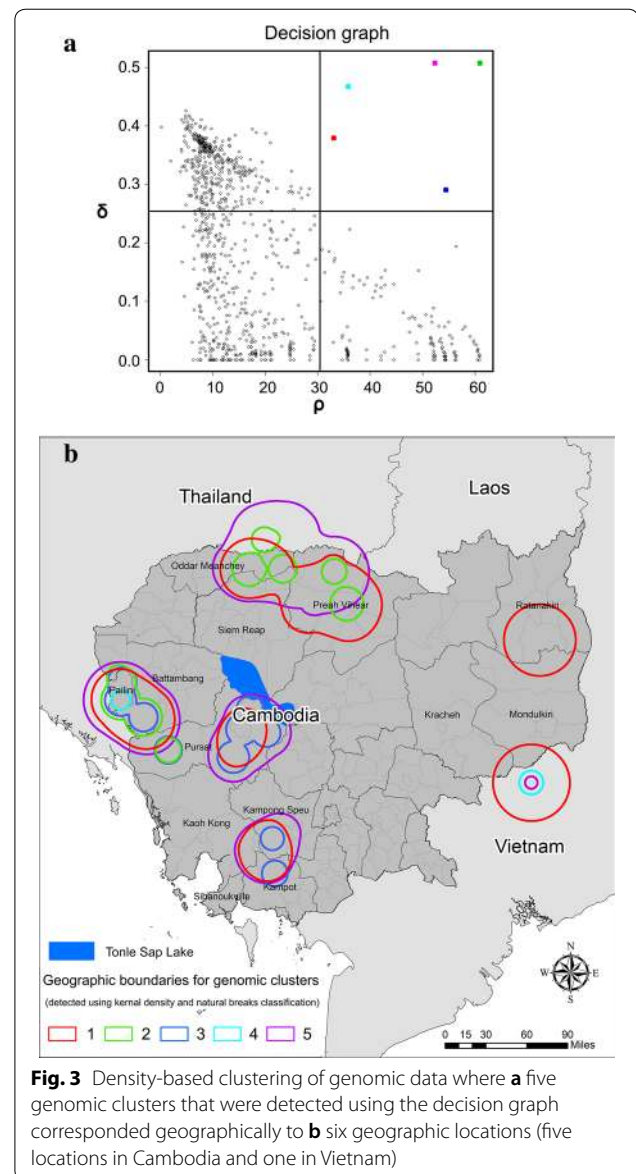 a
Decision graph
0.5
0.4
0.3
δ
0.2
0.1
0.0
0 10 20 30 40 50 60
ρ
b
Thailand
Laos
Oddar Meanchey
Preah Vihear
Ratanakiri
Siem Reap
Battambang
Pailin
Cambodia
Kracheh
Mondulkiri
Pursat
Kampong Speu
Kaoh Kong
Vietnam
Sihanoukville
Kampot
Tonle Sap Lake
Geographic boundaries for genomic clusters
(detected using kernal density and natural breaks classification)
1 2 3 4 5
N
W E
S
0 15 30 60 90
Miles
Fig. 3 Density-based clustering of genomic data where a five
genomic clusters that were detected using the decision graph
corresponded geographically to b six geographic locations (five
locations in Cambodia and one in Vietnam)